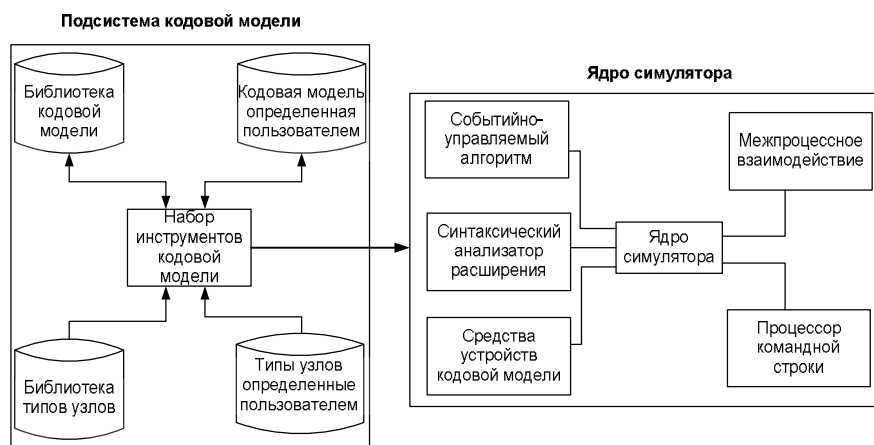 Подсистема кодовой модели
Библиотека
кодовой
модели
Кодовая модель
определенная
пользователем
Набор
инструментов
кодовой
модели
Библиотека
типов узлов
Типы узлов
определенные
пользователем
Ядро симулятора
Событийно-
управляемый
алгоритм
Синтаксический
анализатор
расширения
Средства
устройств
кодовой модели
Ядро
симулятора
Межпроцессное
взаимодействие
Процессор
командной
строки